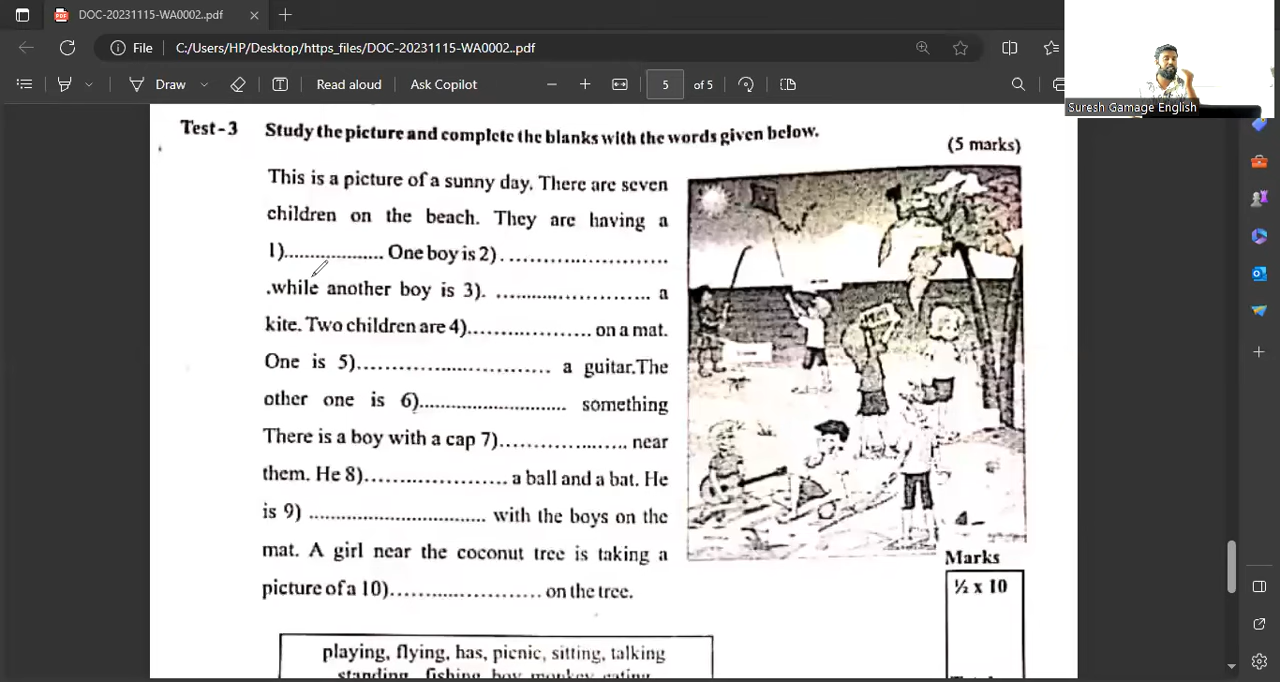 DOC-20231115-WA0002..pdf
File C:/Users/HP/Desktop/https_files/DOC-20231115-WA0002..pdf
Draw Read aloud Ask Copilot 5 of 5
Suresh Gamage English
Test-3 Study the picture and complete the blanks with the words given below.
(5 marks)
This is a picture of a sunny day. There are seven
children on the beach. They are having a
1).................... One boy is 2). ..............................
.while another boy is 3). ............................. a
kite. Two children are 4)....................... on a mat.
One is 5).................................... a guitar.The
other one is 6)........................... something
There is a boy with a cap 7)........................ near
them. He 8)........................... a ball and a bat. He
is 9) ................................. with the boys on the
mat. A girl near the coconut tree is taking a
picture of a 10)............................ on the tree.
Marks
½ x 10
playing, flying, has, picnic, sitting, talking
standing, fishing, boy, monkey, eating